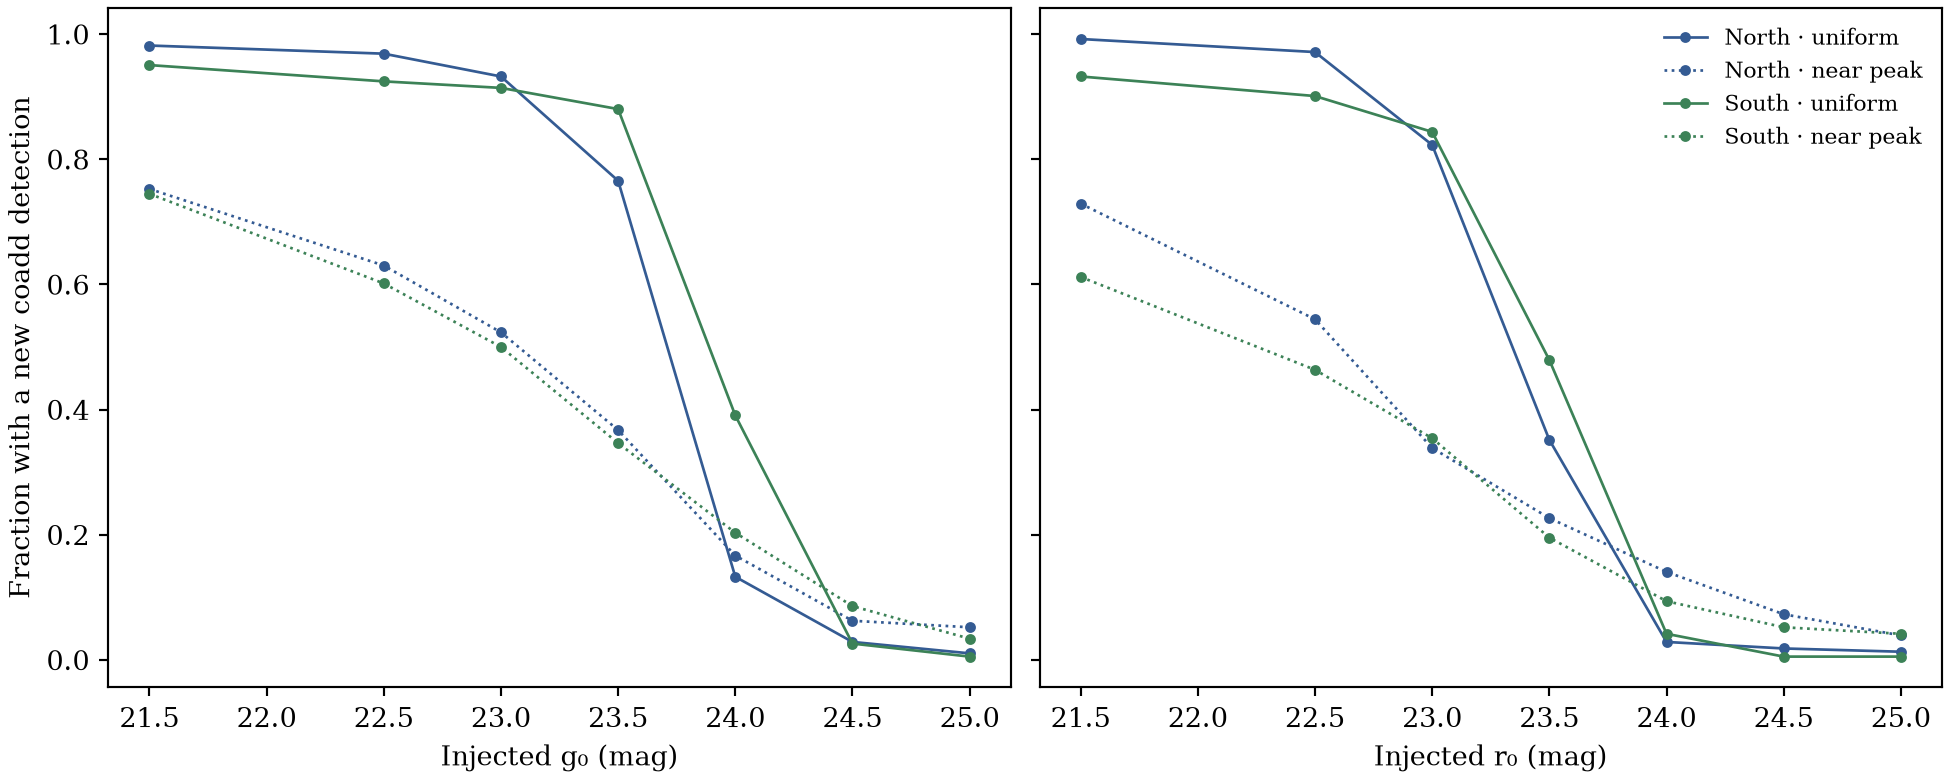 Fraction with a new coadd detection
1.0
0.8
0.6
0.4
0.2
0.0
21.5 22.0 22.5 23.0 23.5 24.0 24.5 25.0
Injected g₀ (mag)
North · uniform
North · near peak
South · uniform
South · near peak
21.5 22.0 22.5 23.0 23.5 24.0 24.5 25.0
Injected r₀ (mag)